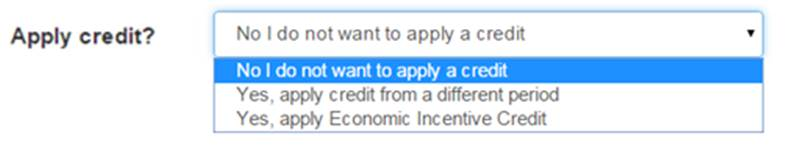 Apply credit? No I do not want to apply a credit
No I do not want to apply a credit
Yes, apply credit from a different period
Yes, apply Economic Incentive Credit